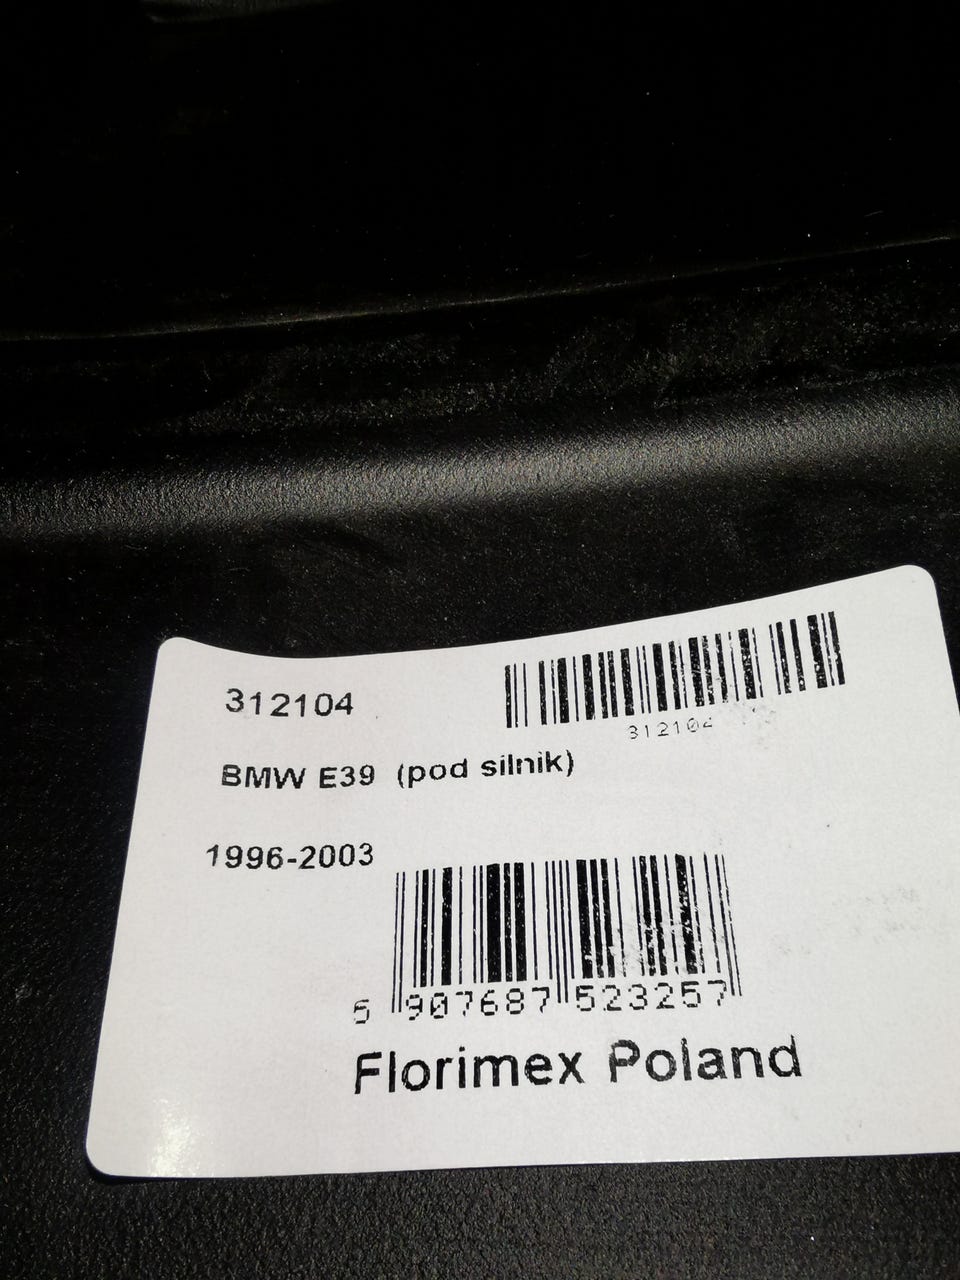 312104
312104
BMW E39 (pod silnik)
1996-2003
5 907687 523257
Florimex Poland